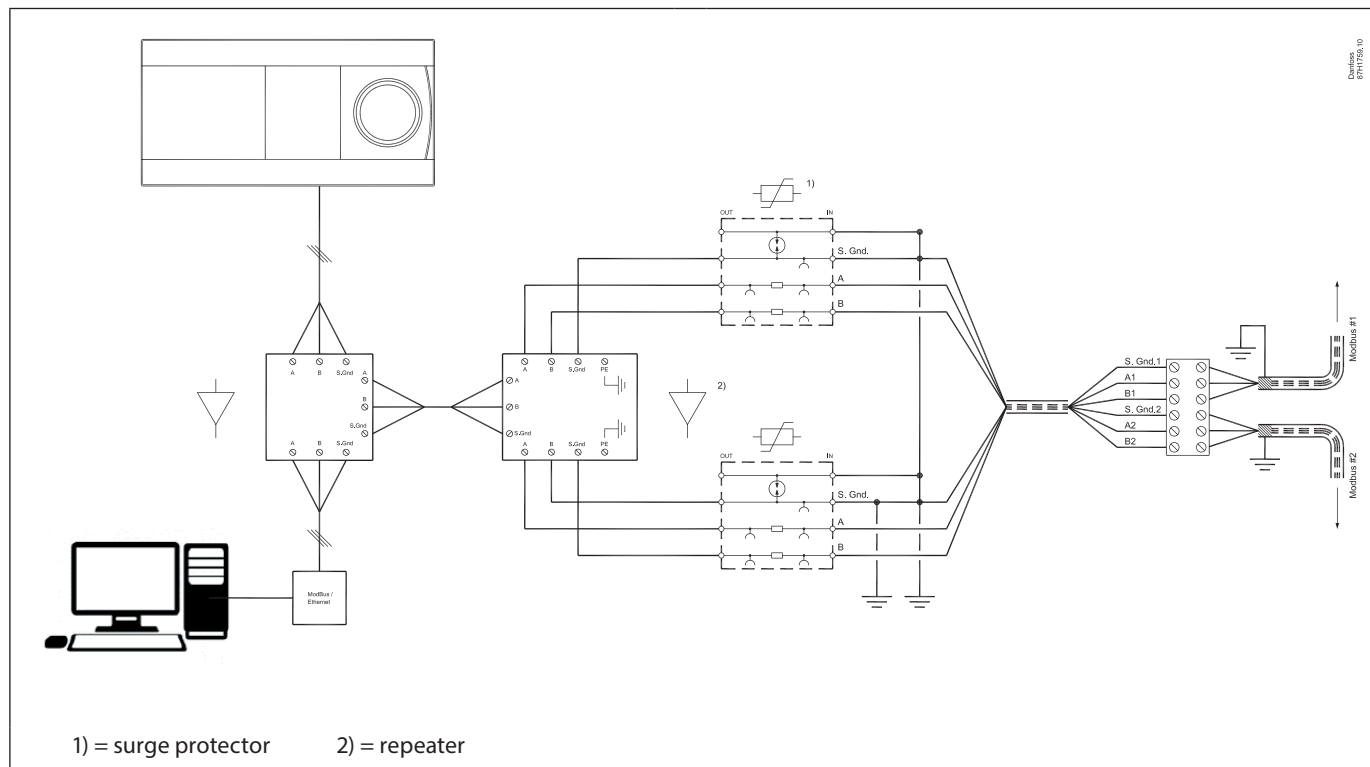 Danfoss
87H1759.10
1)
OUT IN
S. Gnd.
A
B
A B S.Gnd A
B
S.Gnd
A B S.Gnd
A B S.Gnd PE
A
B
S.Gnd
A B S.Gnd PE
2)
OUT IN
S. Gnd.
A
B
S. Gnd.1
A1
B1
S. Gnd.2
A2
B2
Modbus #1
Modbus #2
ModBus /
Ethernet
1) = surge protector 2) = repeater